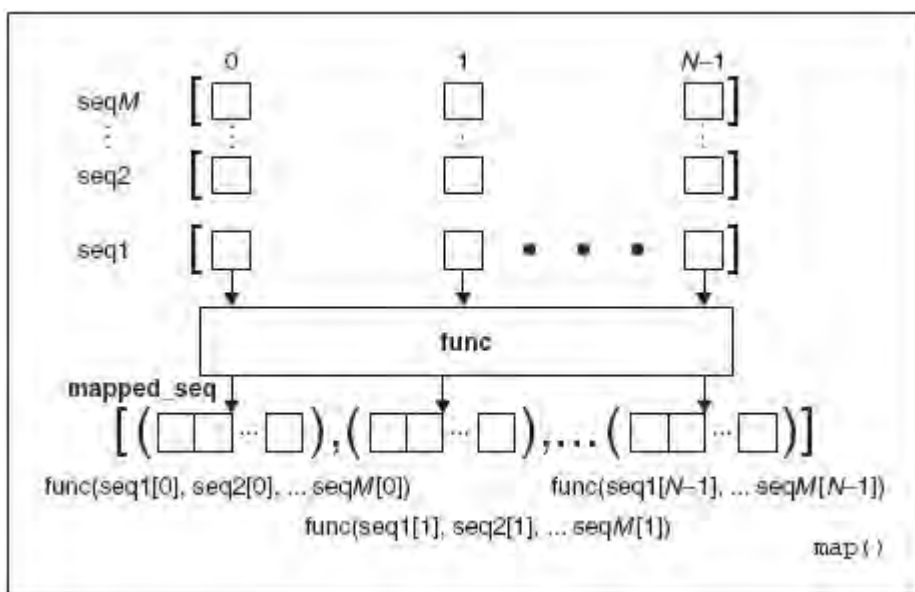 0 1 N–1
seqM [ ]
seq2 [ ]
seq1 [ • • • ]
func
mapped_seq
[( ... ),( ... ),...( ... )]
func(seq1[0], seq2[0], ... seqM[0]) func(seq1[N–1], ... seqM[N–1])
func(seq1[1], seq2[1], ... seqM[1])
map()